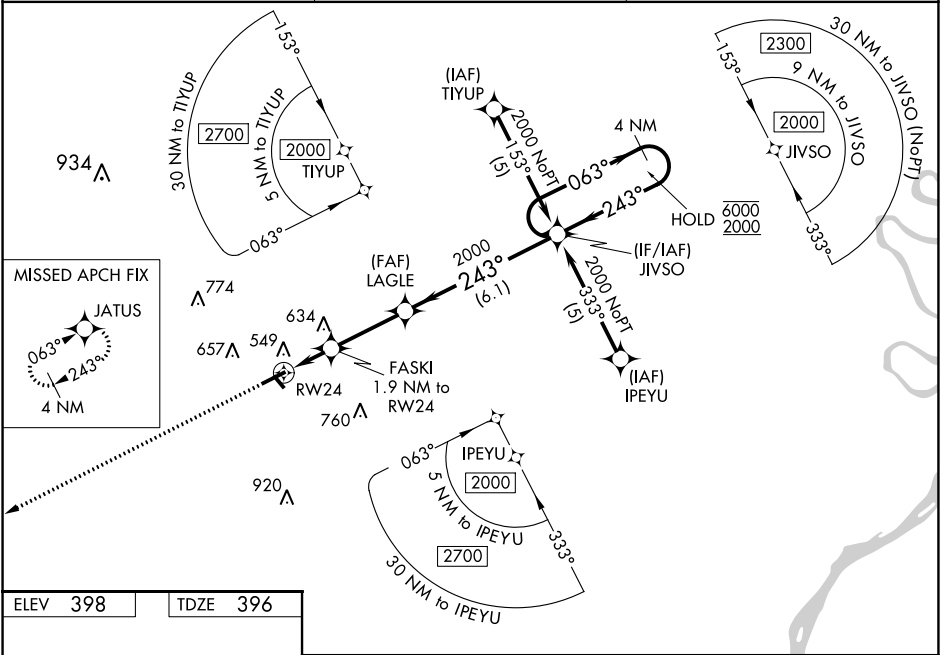 30 NM to TIYUP
153°
2700
5 NM to TIYUP
2000
TIYUP
063°
934
(IAF)
TIYUP
2000 NoPT
153°
(5)
4 NM
063°
243°
HOLD 6000
2000
(IF/IAF)
JIVSO
30 NM to JIVSO (NoPT)
2300
153°
9 NM to JIVSO
2000
JIVSO
333°
(FAF)
LAGLE
2000
243°
(6.1)
2000 NoPT
333°
(5)
(IAF)
IPEYU
MISSED APCH FIX
JATUS
063°
243°
4 NM
774
634
657
549
RW24
FASKI
1.9 NM to
RW24
760
920
063°
IPEYU
2000
5 NM to IPEYU
333°
2700
30 NM to IPEYU
ELEV 398
TDZE 396